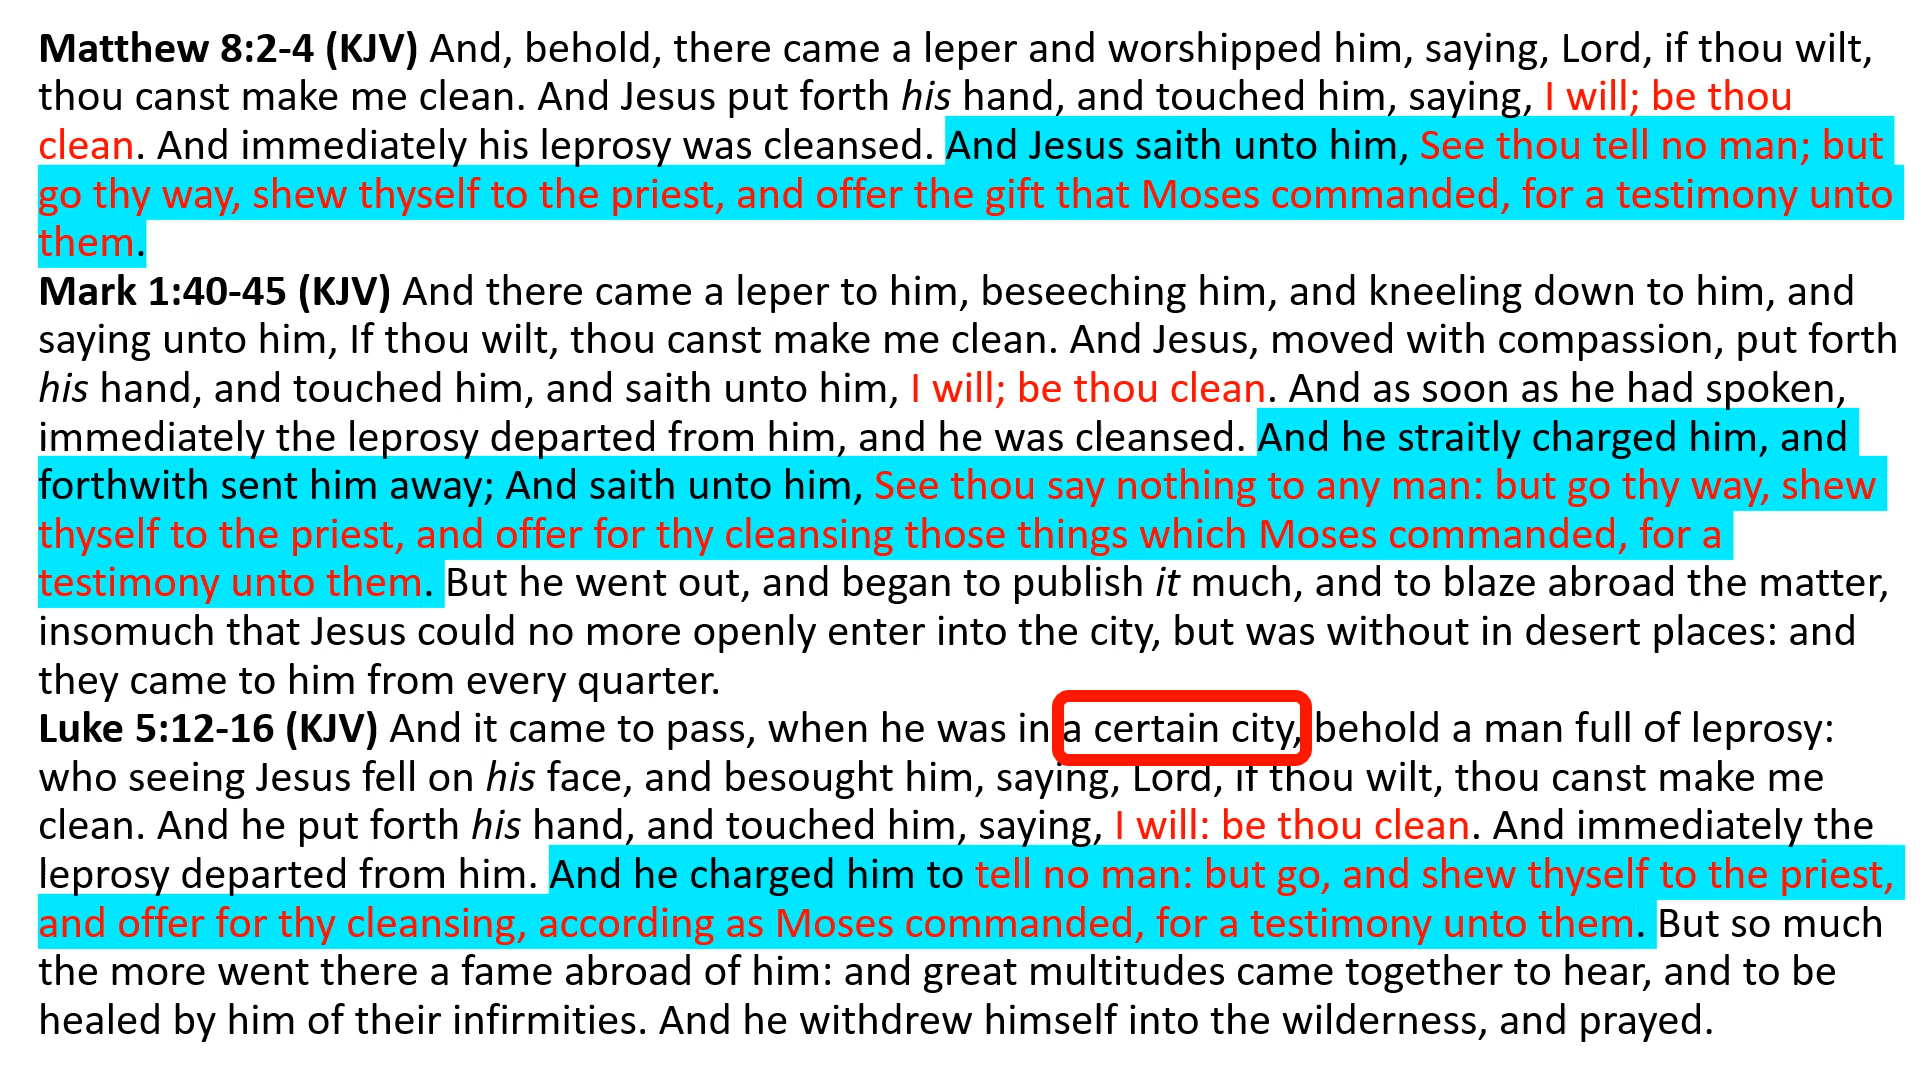 Matthew 8:2-4 (KJV) And, behold, there came a leper and worshipped him, saying, Lord, if thou wilt,
thou canst make me clean. And Jesus put forth his hand, and touched him, saying, I will; be thou
clean. And immediately his leprosy was cleansed. And Jesus saith unto him, See thou tell no man; but
go thy way, shew thyself to the priest, and offer the gift that Moses commanded, for a testimony unto
them.
Mark 1:40-45 (KJV) And there came a leper to him, beseeching him, and kneeling down to him, and
saying unto him, If thou wilt, thou canst make me clean. And Jesus, moved with compassion, put forth
his hand, and touched him, and saith unto him, I will; be thou clean. And as soon as he had spoken,
immediately the leprosy departed from him, and he was cleansed. And he straitly charged him, and
forthwith sent him away; And saith unto him, See thou say nothing to any man: but go thy way, shew
thyself to the priest, and offer for thy cleansing those things which Moses commanded, for a
testimony unto them. But he went out, and began to publish it much, and to blaze abroad the matter,
insomuch that Jesus could no more openly enter into the city, but was without in desert places: and
they came to him from every quarter.
Luke 5:12-16 (KJV) And it came to pass, when he was in a certain city, behold a man full of leprosy:
who seeing Jesus fell on his face, and besought him, saying, Lord, if thou wilt, thou canst make me
clean. And he put forth his hand, and touched him, saying, I will: be thou clean. And immediately the
leprosy departed from him. And he charged him to tell no man: but go, and shew thyself to the priest,
and offer for thy cleansing, according as Moses commanded, for a testimony unto them. But so much
the more went there a fame abroad of him: and great multitudes came together to hear, and to be
healed by him of their infirmities. And he withdrew himself into the wilderness, and prayed.